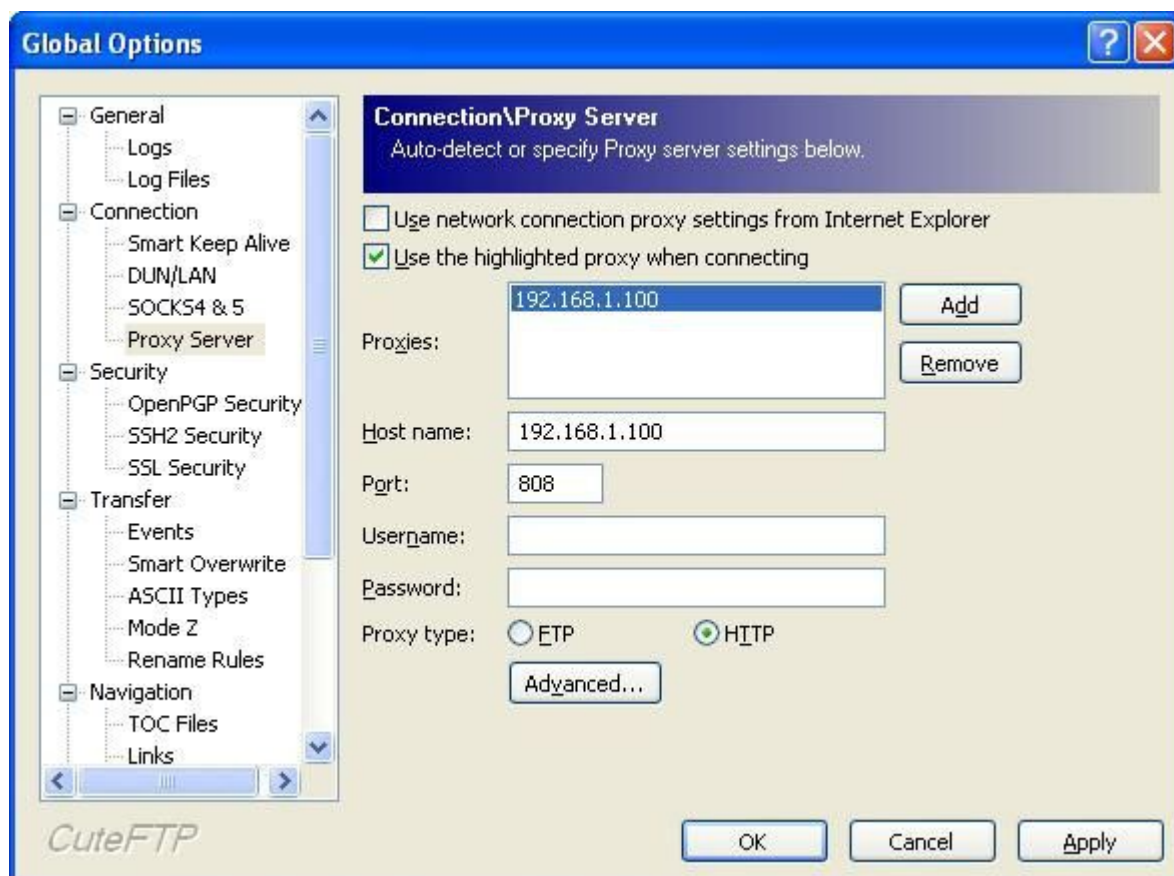 Global Options
General
Logs
Log Files
Connection
Smart Keep Alive
DUN/LAN
SOCKS4 & 5
Proxy Server
Security
OpenPGP Security
SSH2 Security
SSL Security
Transfer
Events
Smart Overwrite
ASCII Types
Mode Z
Rename Rules
Navigation
TOC Files
Links
Connection\Proxy Server
Auto-detect or specify Proxy server settings below.
Use network connection proxy settings from Internet Explorer
Use the highlighted proxy when connecting
Proxies:
192.168.1.100
Add
Remove
Host name: 192.168.1.100
Port: 808
Username:
Password:
Proxy type: FTP HTTP
Advanced...
CuteFTP
OK Cancel Apply